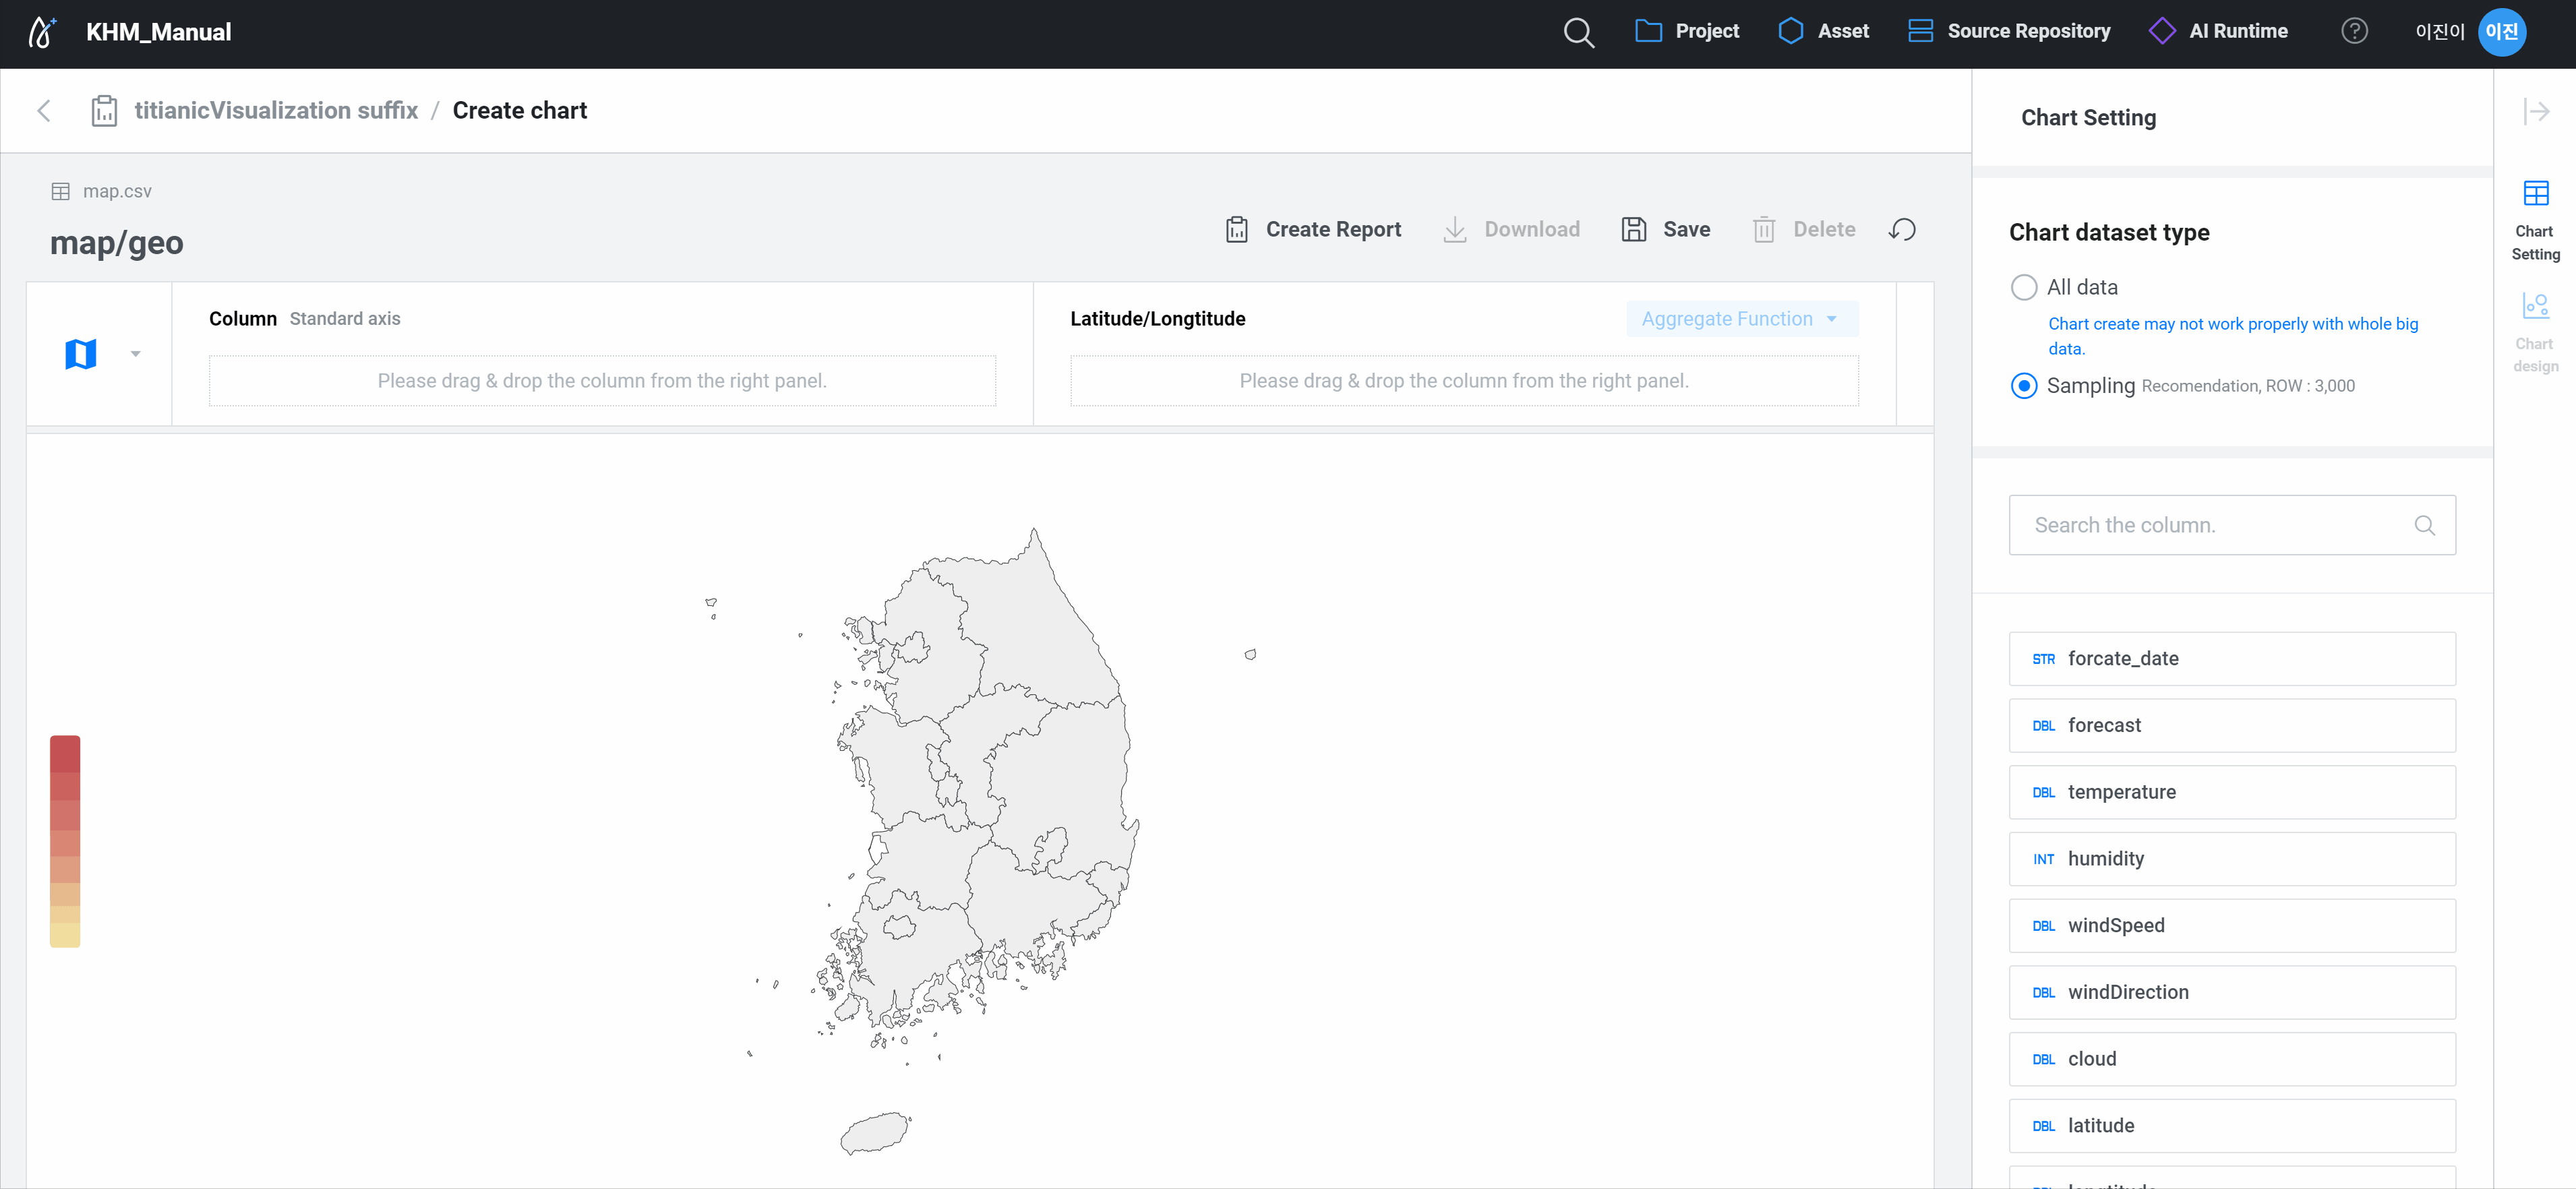 KHM_Manual
Project
Asset
Source Repository
AI Runtime
이진이
이진
titianicVisualization suffix / Create chart
map.csv
map/geo
Create Report
Download
Save
Delete
Column Standard axis
Please drag & drop the column from the right panel.
Latitude/Longtitude
Aggregate Function
Please drag & drop the column from the right panel.
Chart Setting
Chart dataset type
All data
Chart create may not work properly with whole big
data.
Sampling Recomendation, ROW : 3,000
Search the column.
STR forcate_date
DBL forecast
DBL temperature
INT humidity
DBL windSpeed
DBL windDirection
DBL cloud
DBL latitude
Chart
Setting
Chart
design